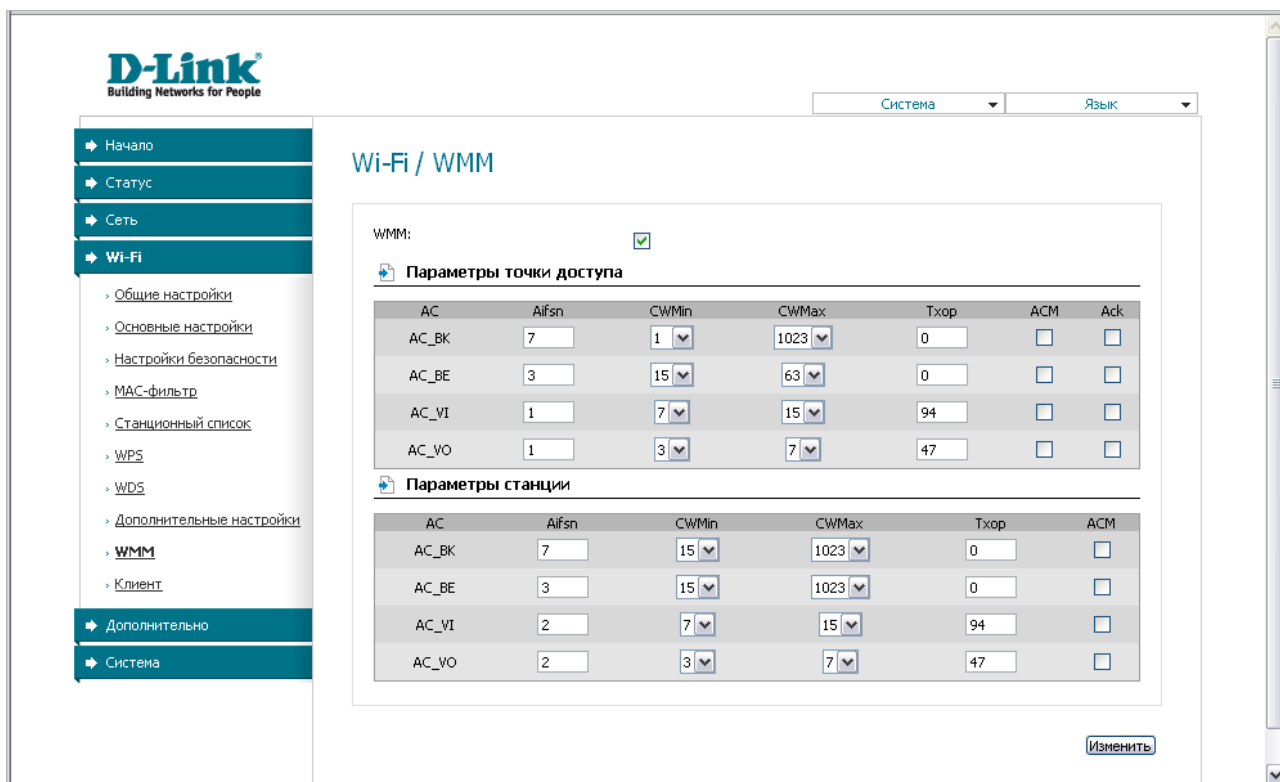 D-Link
Building Networks for People
Система Язык
Начало
Статус
Сеть
Wi-Fi
Общие настройки
Основные настройки
Настройки безопасности
MAC-фильтр
Станционный список
WPS
WDS
Дополнительные настройки
WMM
Клиент
Дополнительно
Система
Wi-Fi / WMM
WMM:
Параметры точки доступа
AC Aifsn CWMin CWMax Txop ACM Ack
AC_BK 7 1 1023 0
AC_BE 3 15 63 0
AC_VI 1 7 15 94
AC_VO 1 3 7 47
Параметры станции
AC Aifsn CWMin CWMax Txop ACM
AC_BK 7 15 1023 0
AC_BE 3 15 1023 0
AC_VI 2 7 15 94
AC_VO 2 3 7 47
Изменить